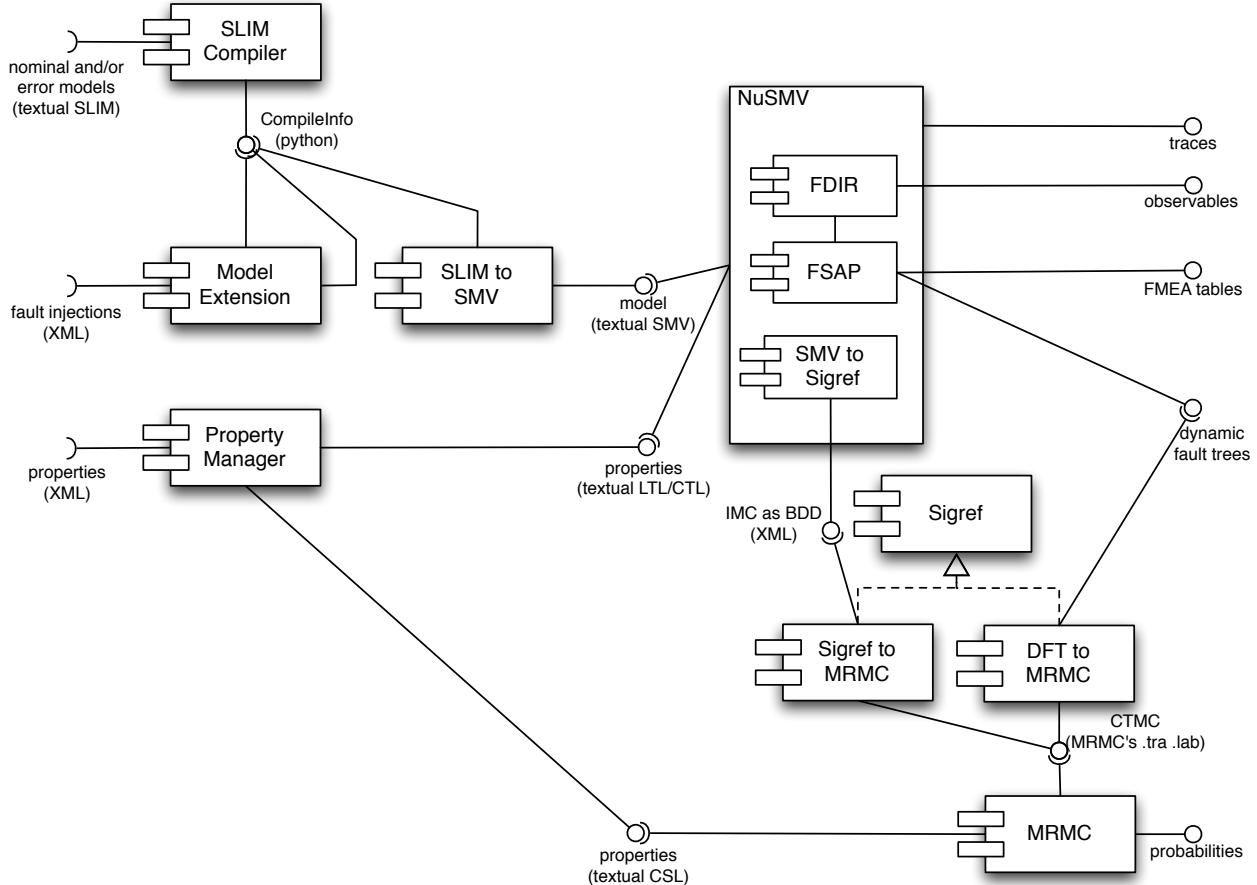 SLIM
Compiler
nominal and/or
error models
(textual SLIM)
CompileInfo
(python)
NuSMV
traces
FDIR
observables
Model
Extension
SLIM to
SMV
FSAP
FMEA tables
fault injections
(XML)
model
(textual SMV)
SMV to
Sigref
Property
Manager
properties
(XML)
properties
(textual LTL/CTL)
dynamic
fault trees
IMC as BDD
(XML)
Sigref
Sigref to
MRMC
DFT to
MRMC
CTMC
(MRMC's .tra .lab)
MRMC
properties
(textual CSL)
probabilities